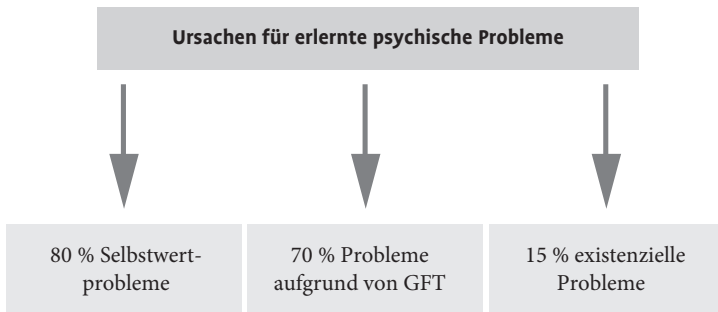 Ursachen für erlernte psychische Probleme
80 % Selbstwert-
probleme
70 % Probleme
aufgrund von GFT
15 % existenzielle
Probleme